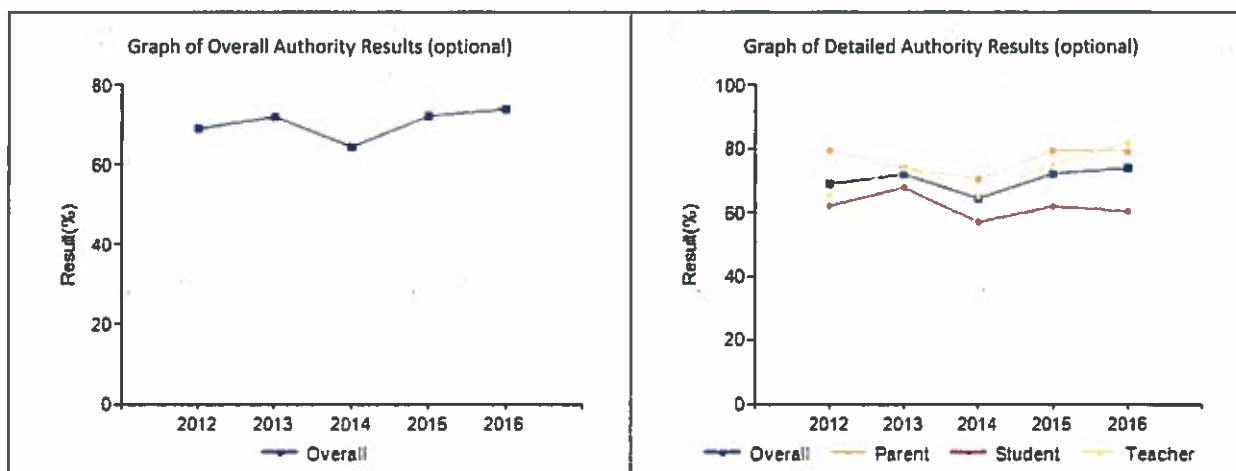 Graph of Overall Authority Results (optional)
80
60
40
20
0
Result(%)
2012 2013 2014 2015 2016
Overall
Graph of Detailed Authority Results (optional)
100
80
60
40
20
0
Result(%)
2012 2013 2014 2015 2016
Overall Parent Student Teacher